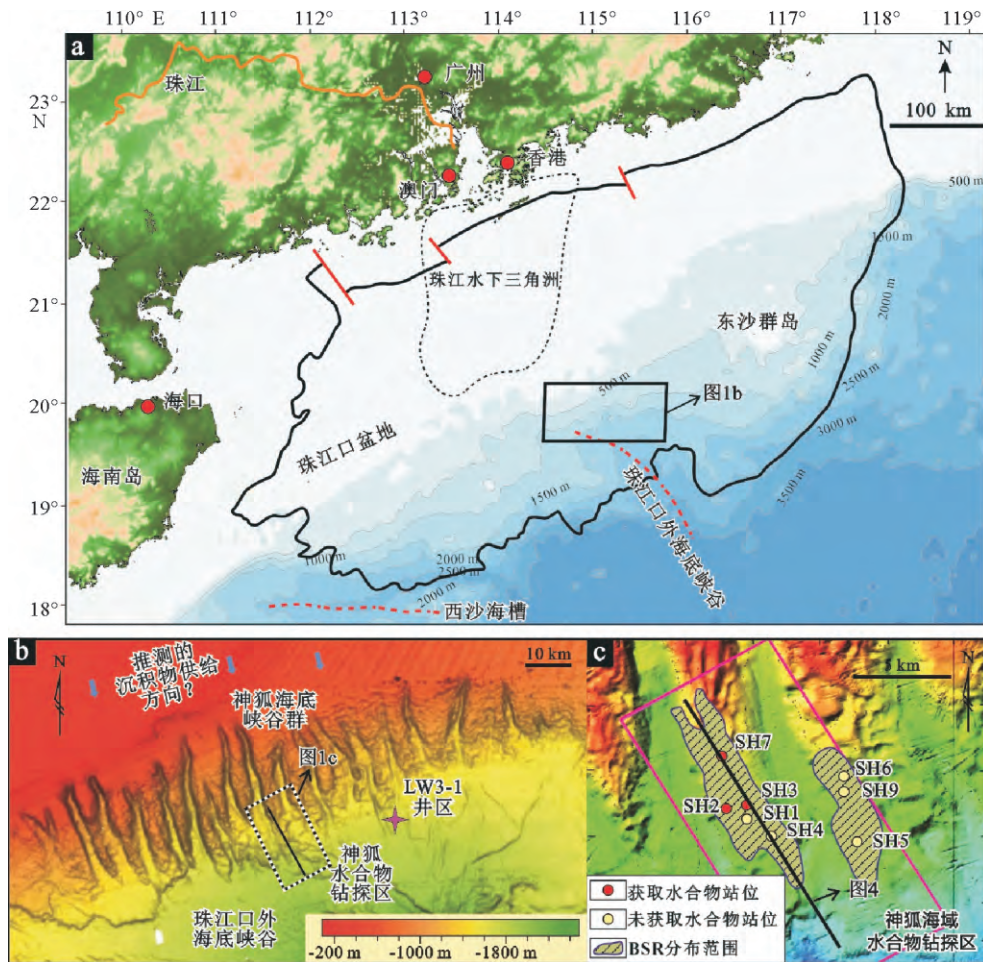 110° E
111°
112°
113°
114°
115°
116°
117°
118°
119°
a
N
100 km
23°
N
22°
21°
20°
19°
18°
珠江
广州
香港
澳门
500 m
1500 m
珠江水下三角洲
2000 m
东沙群岛
1000 m
500 m
2500 m
图1b
海口
3000 m
珠江口盆地
海南岛
3500 m
1500 m
珠江口外海底峡谷
1000 m
2000 m
2500 m
2000 m
西沙海槽
b
N
推测的
沉积物供给
方向?
10 km
神狐海底
峡谷群
图1c
LW3-1
井区
神狐
水合物
钻探区
珠江口外
海底峡谷
-200 m
-1000 m
-1800 m
c
5 km
N
SH7
SH6
SH9
SH3
SH2
SH1
SH4
SH5
图4
获取水合物站位
未获取水合物站位
BSR分布范围
神狐海域
水合物钻探区